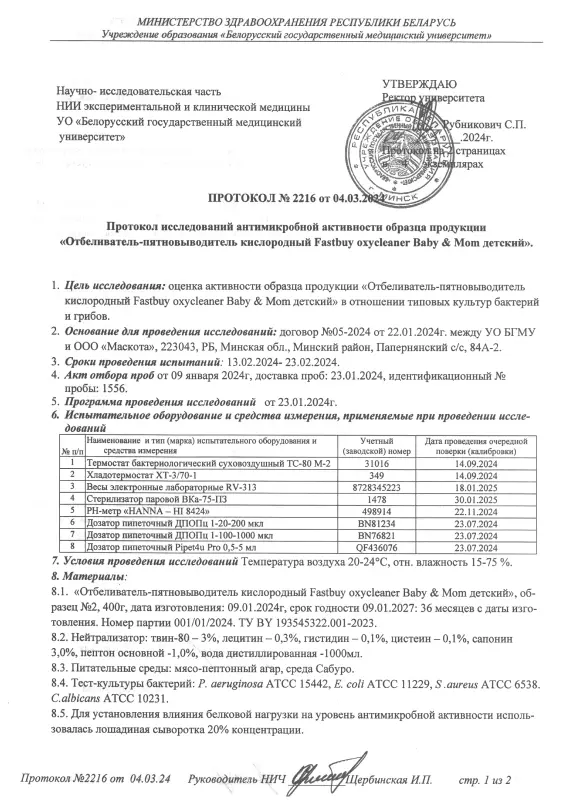 МИНИСТЕРСТВО ЗДРАВООХРАНЕНИЯ РЕСПУБЛИКИ БЕЛАРУСЬ
Учреждение образования «Белорусский государственный медицинский университет»
Научно- исследовательская часть
НИИ экспериментальной и клинической медицины
УО «Белорусский государственный медицинский
университет»
УТВЕРЖДАЮ
Ректор университета
Рубникович С.П.
.2024г.
Протокол на 2 страницах
в экземплярах
РЕСПУБЛИКА
Г. МИНСК
ПРОТОКОЛ № 2216 от 04.03.2024
Протокол исследований антимикробной активности образца продукции
«Отбеливатель-пятновыводитель кислородный Fastbuy oxycleaner Baby & Mom детский».
1. Цель исследования: оценка активности образца продукции «Отбеливатель-пятновыводитель
кислородный Fastbuy oxycleaner Baby & Mom детский» в отношении типовых культур бактерий
и грибов.
2. Основание для проведения исследований: договор №05-2024 от 22.01.2024г. между УО БГМУ
и ООО «Маскота», 223043, РБ, Минская обл., Минский район, Папернянский с/с, 84А-2.
3. Сроки проведения испытаний: 13.02.2024- 23.02.2024.
4. Акт отбора проб от 09 января 2024г, доставка проб: 23.01.2024, идентификационный №
пробы: 1556.
5. Программа проведения исследований от 23.01.2024г.
6. Испытательное оборудование и средства измерения, применяемые при проведении иссле-
дований
№ п/п Наименование и тип (марка) испытательного оборудования и средства измерения Учетный (заводской) номер Дата проведения очередной поверки (калибровки)
1 Термостат бактериологический суховоздушный ТС-80 М-2 31016 14.09.2024
2 Хладотермостат ХТ-3/70-1 349 14.09.2024
3 Весы электронные лабораторные RV-313 8728345223 18.01.2025
4 Стерилизатор паровой ВКа-75-ПЗ 1478 30.01.2025
5 РН-метр «HANNA – HI 8424» 498914 22.11.2024
6 Дозатор пипеточный ДПОПц 1-20-200 мкл BN81234 23.07.2024
7 Дозатор пипеточный ДПОПц 1-100-1000 мкл BN76821 23.07.2024
8 Дозатор пипеточный Pipet4u Pro 0,5-5 мл QF436076 23.07.2024
7. Условия проведения исследований Температура воздуха 20-24°С, отн. влажность 15-75 %.
8. Материалы:
8.1. «Отбеливатель-пятновыводитель кислородный Fastbuy oxycleaner Baby & Mom детский», об-
разец №2, 400г, дата изготовления: 09.01.2024г, срок годности 09.01.2027: 36 месяцев с даты изго-
товления. Номер партии 001/01/2024. ТУ BY 193545322.001-2023.
8.2. Нейтрализатор: твин-80 – 3%, лецитин – 0,3%, гистидин – 0,1%, цистеин – 0,1%, сапонин
3,0%, пептон основной -1,0%, вода дистиллированная -1000мл.
8.3. Питательные среды: мясо-пептонный агар, среда Сабуро.
8.4. Тест-культуры бактерий: P. aeruginosa ATCC 15442, E. coli ATCC 11229, S .aureus ATCC 6538.
C.albicans ATCC 10231.
8.5. Для установления влияния белковой нагрузки на уровень антимикробной активности исполь-
зовалась лошадиная сыворотка 20% концентрации.
Протокол №2216 от 04.03.24 Руководитель НИЧ Щербинская И.П. стр. 1 из 2